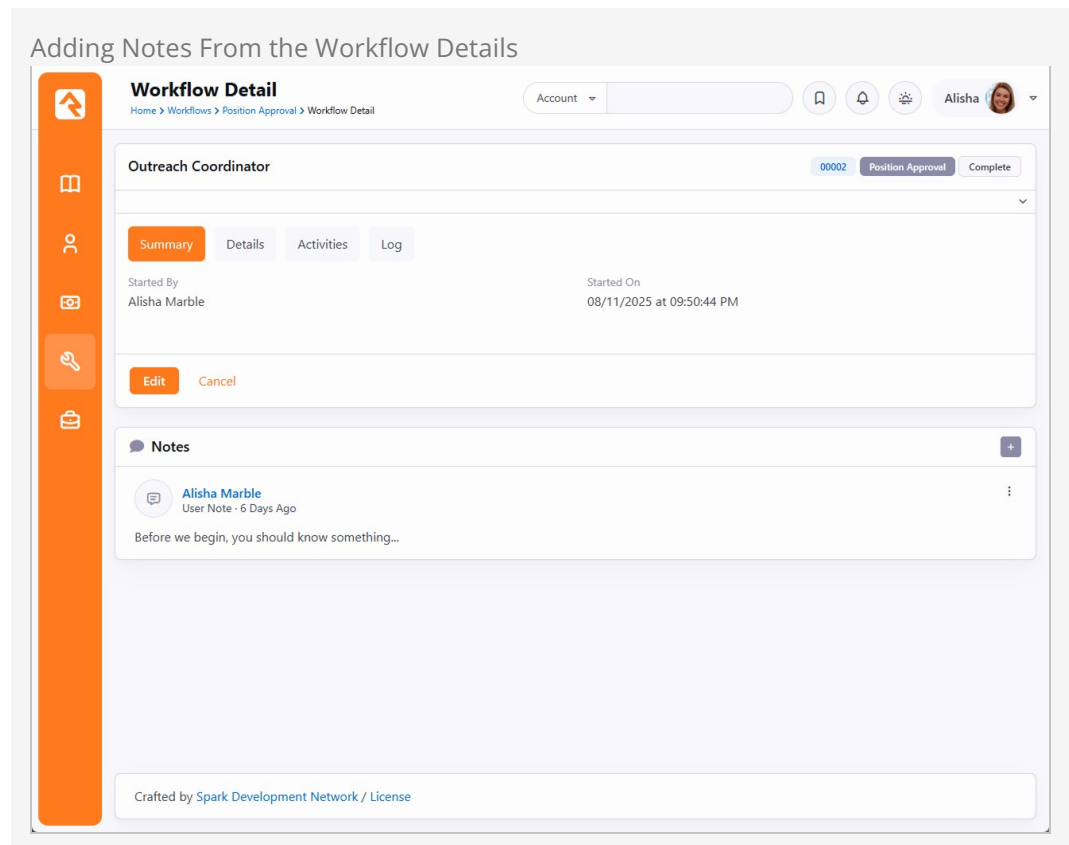 Adding Notes From the Workflow Details
Workflow Detail
Home > Workflows > Position Approval > Workflow Detail
Account
Alisha
Outreach Coordinator
00002 Position Approval Complete
Summary Details Activities Log
Started By Started On
Alisha Marble 08/11/2025 at 09:50:44 PM
Edit Cancel
Notes
+
Alisha Marble
User Note · 6 Days Ago
Before we begin, you should know something...
Crafted by Spark Development Network / License